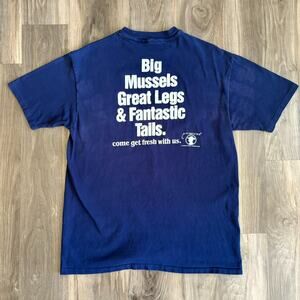 Big
Mussels
Great Legs
& Fantastic
Tails.
come get fresh with us.